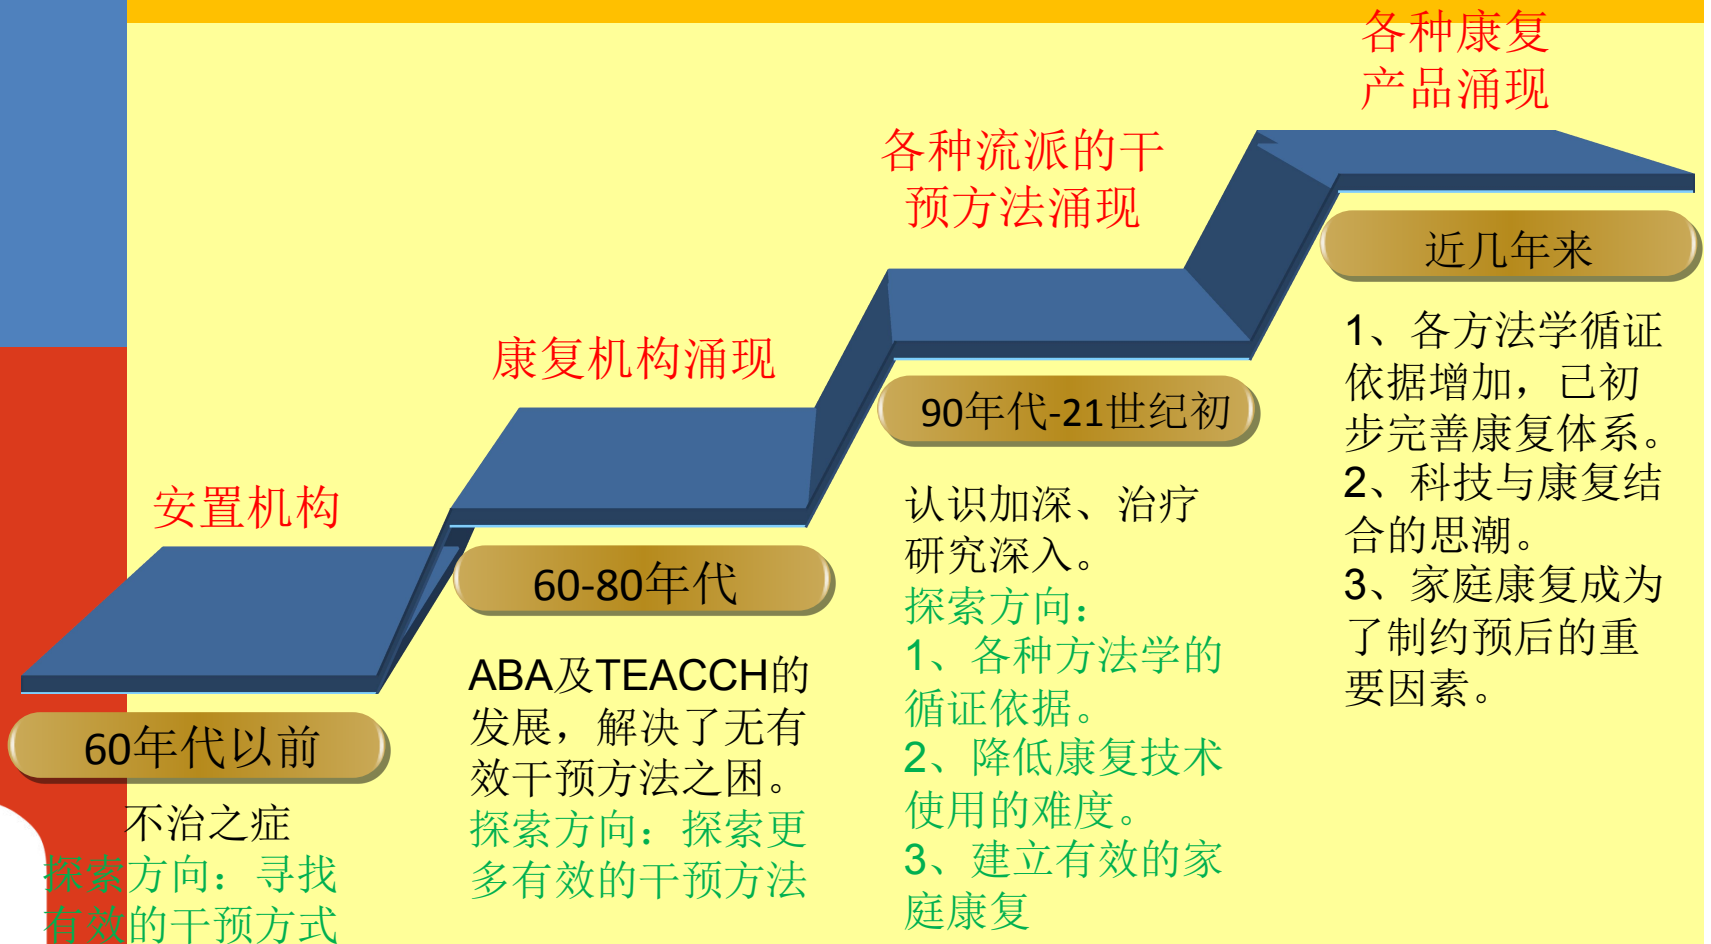 安置机构
60年代以前
不治之症
探索方向：寻找
有效的干预方式
康复机构涌现
60-80年代
ABA及TEACCH的
发展，解决了无有
效干预方法之困。
探索方向：探索更
多有效的干预方法
各种流派的干
预方法涌现
90年代-21世纪初
认识加深、治疗
研究深入。
探索方向：
1、各种方法学的
循证依据。
2、降低康复技术
使用的难度。
3、建立有效的家
庭康复
各种康复
产品涌现
近几年来
1、各方法学循证
依据增加，已初
步完善康复体系。
2、科技与康复结
合的思潮。
3、家庭康复成为
了制约预后的重
要因素。